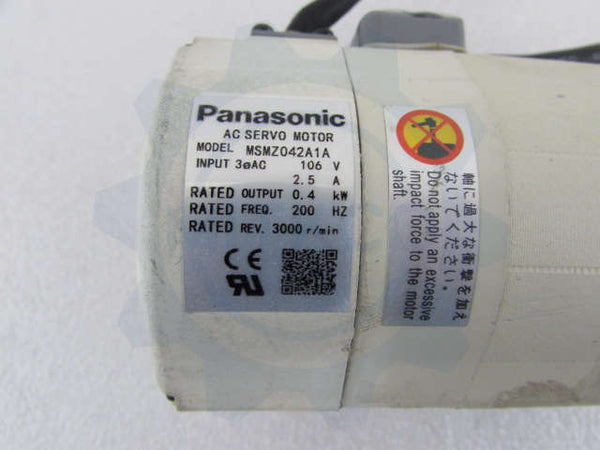 Panasonic
AC SERVO MOTOR
MODEL MSMZ042A1A
INPUT 3øAC 106 V
2.5 A
RATED OUTPUT 0.4 kW
RATED FREQ. 200 HZ
RATED REV. 3000 r/min
CE
RU
軸に過大な衝撃を加え
ないでください。
Do not apply an excessive
impact force to the motor
shaft.